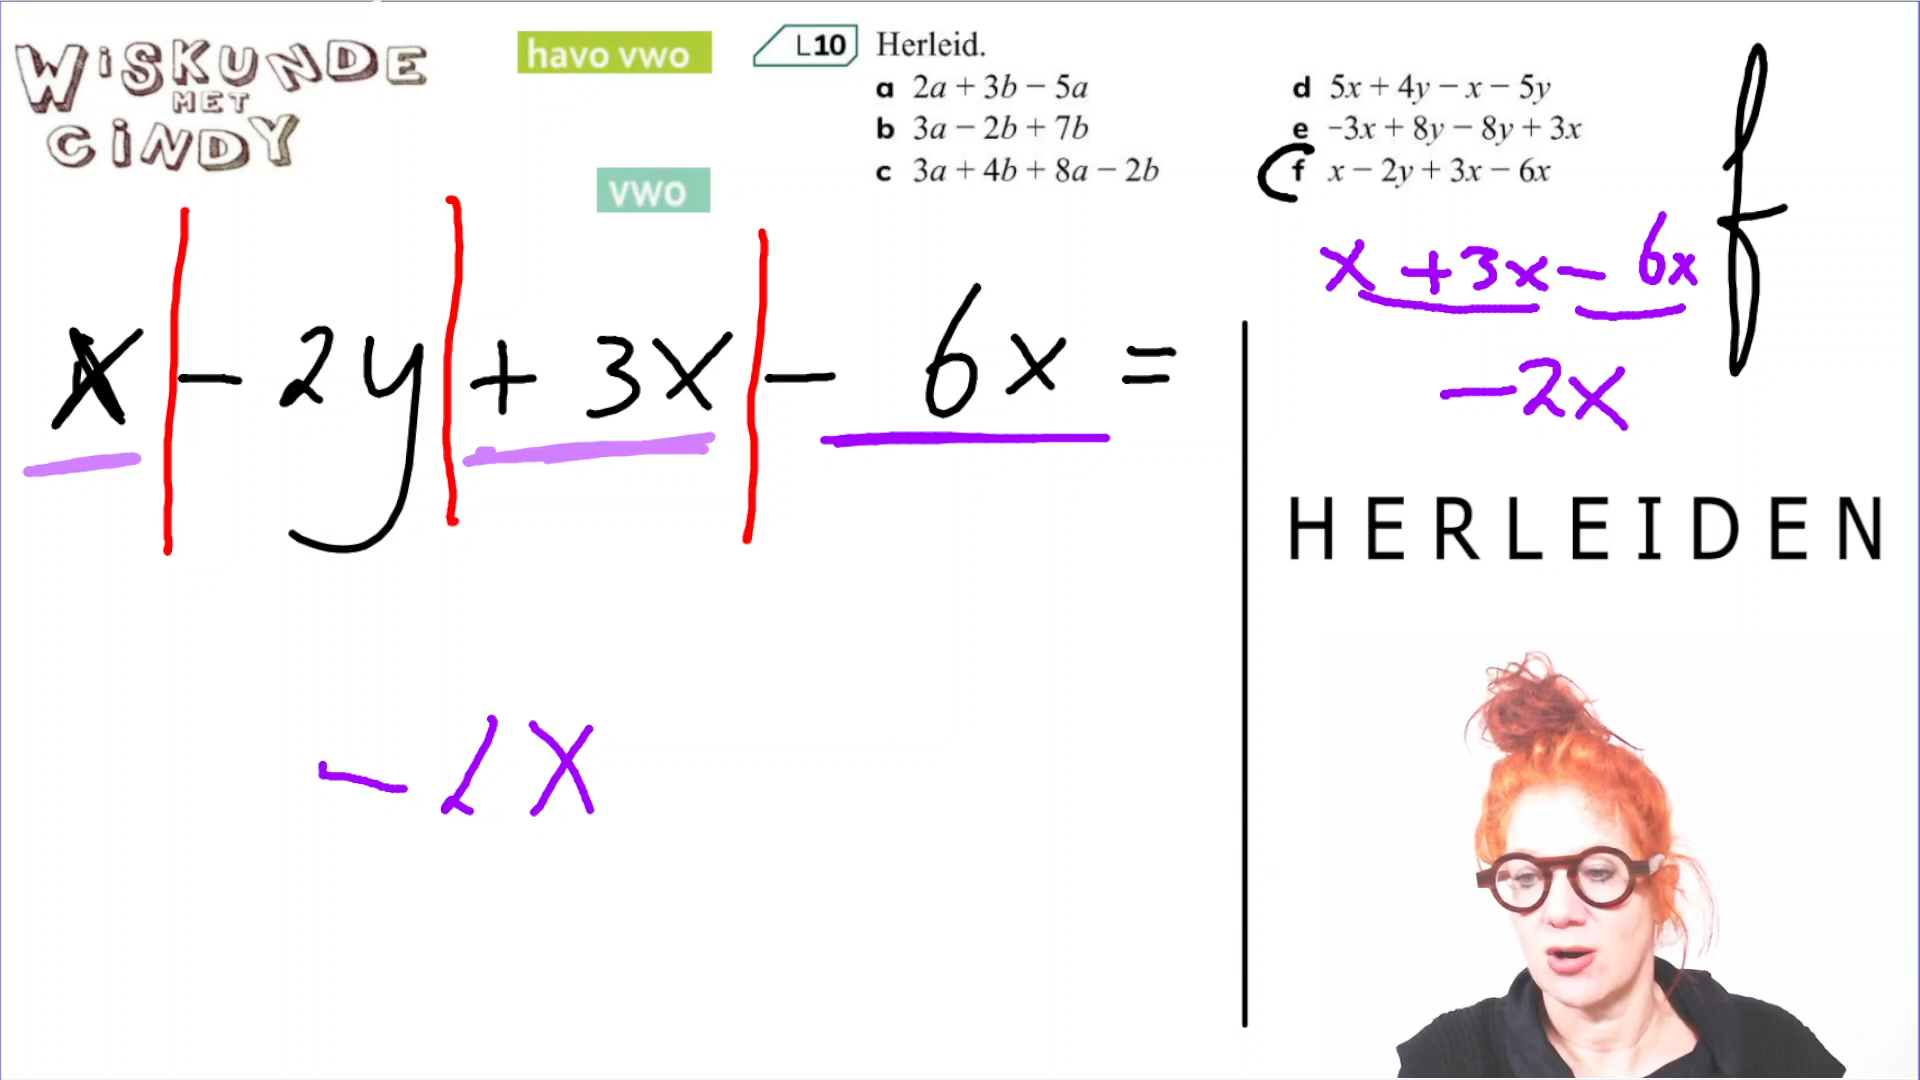 WiSKUNDE
MET
CiNDY
havo vwo
vwo
L10 Herleid.
a 2a + 3b − 5a
b 3a − 2b + 7b
c 3a + 4b + 8a − 2b
d 5x + 4y − x − 5y
e -3x + 8y − 8y + 3x
f x − 2y + 3x − 6x
f
x + 3x − 6x
− 2x
x − 2y + 3x − 6x =
HERLEIDEN
− 2x